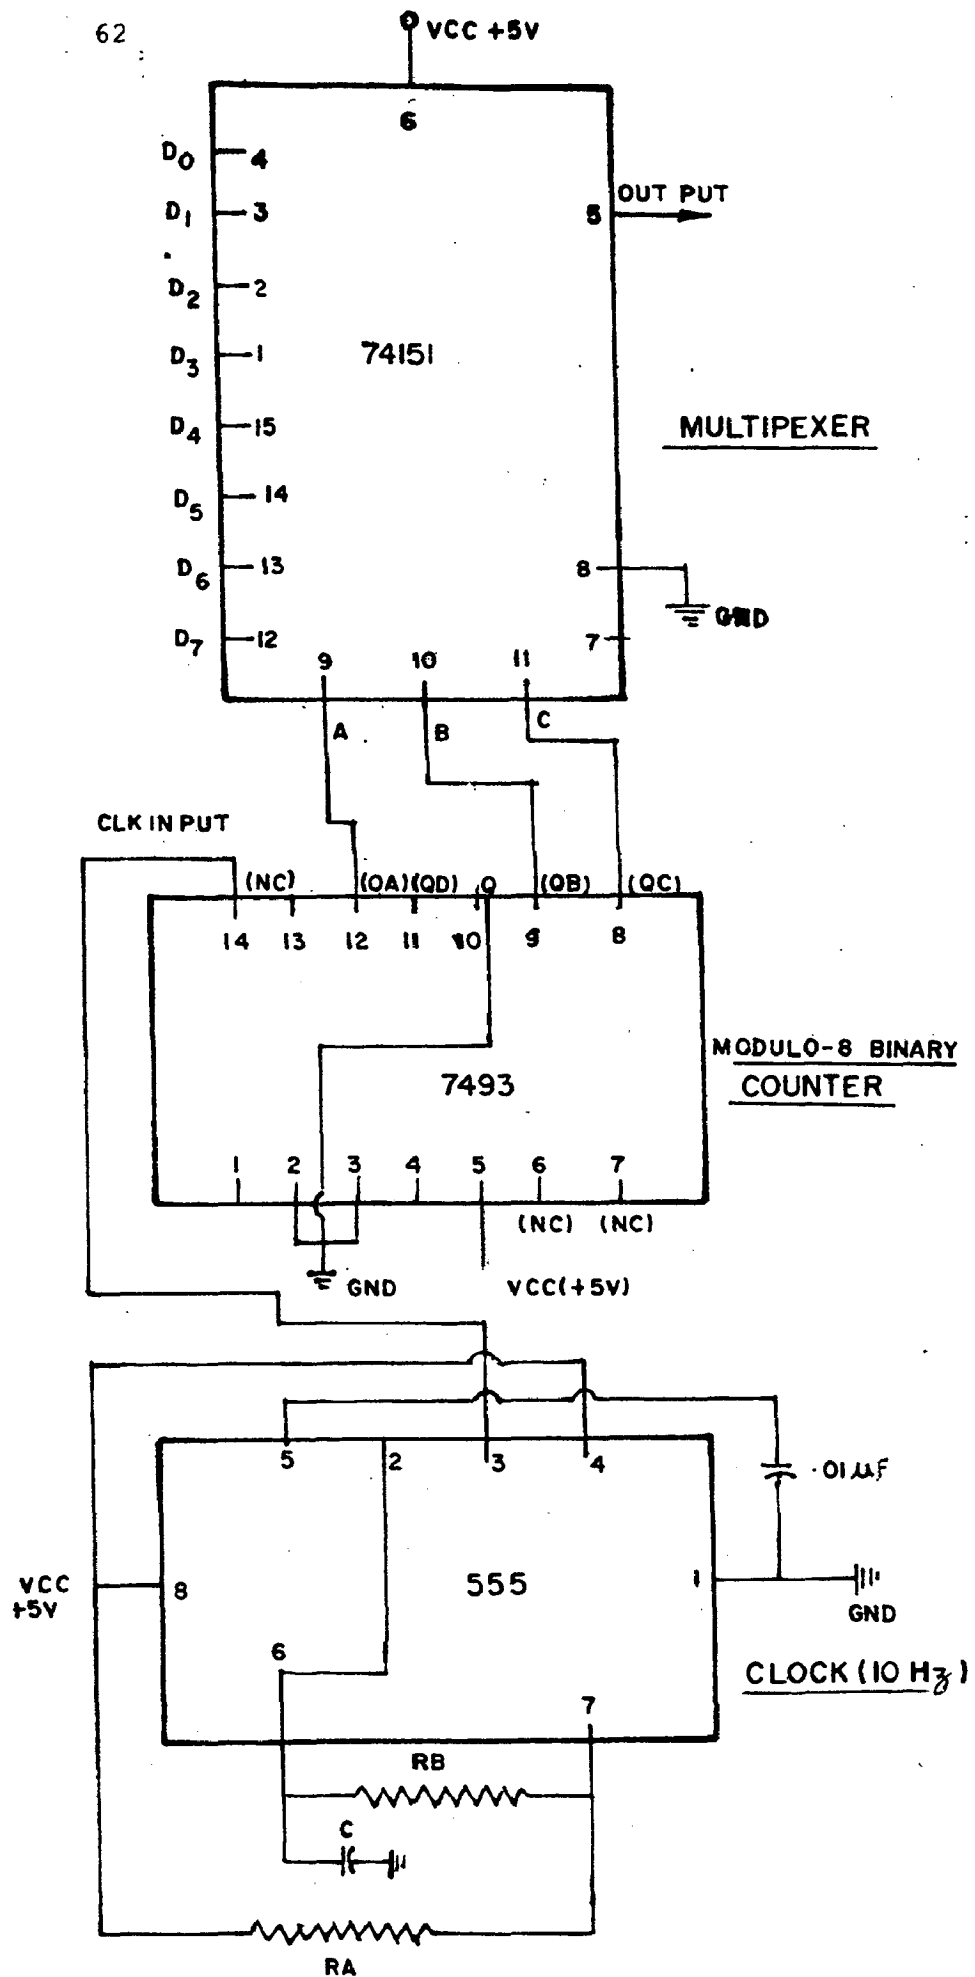 62
VCC +5V
6
D0 4
D1 3
5 OUT PUT
D2 2
D3 1
74151
D4 15
MULTIPEXER
D5 14
D6 13
8
GND
D7 12
7
9 10 11
A B C
CLK INPUT
(NC) (QA) (QD) Q (QB) (QC)
14 13 12 11 10 9 8
MODULO-8 BINARY
COUNTER
7493
1 2 3 4 5 6 7
(NC) (NC)
GND VCC(+5V)
5 2 3 4
.01µF
VCC
+5V
8
555
1
GND
6
CLOCK (10 Hz)
7
RB
C
RA